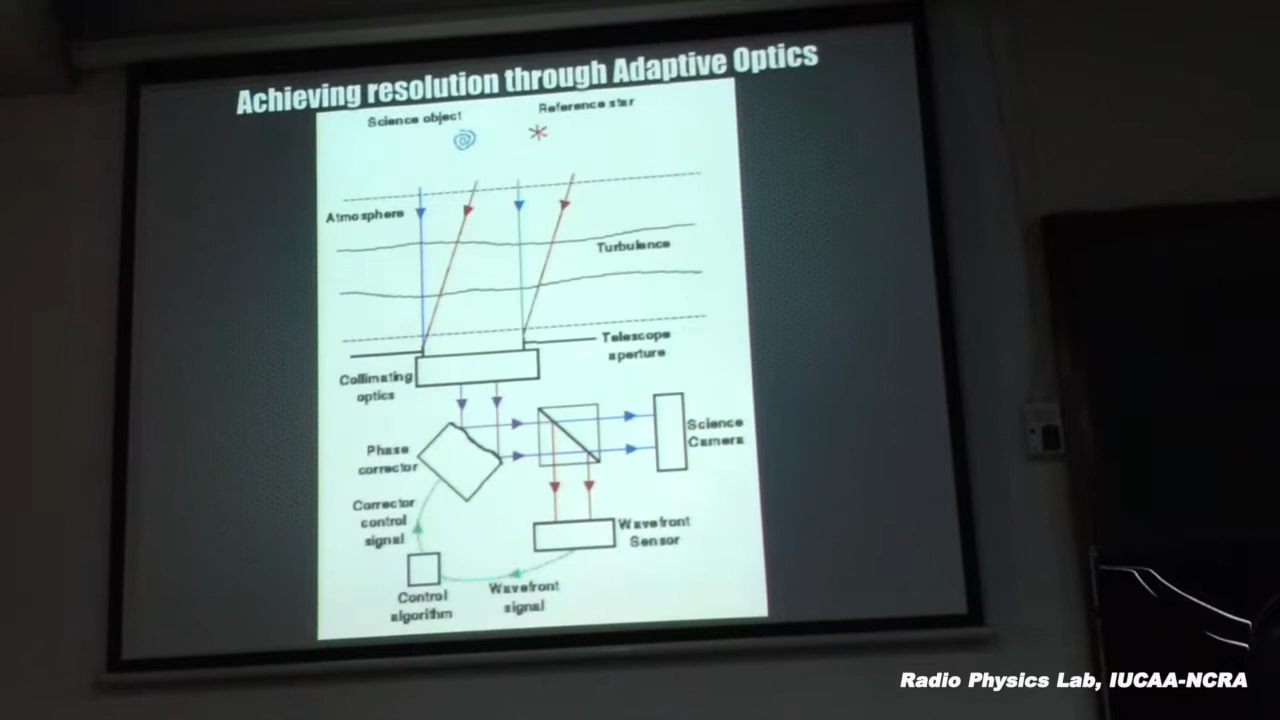 Achieving resolution through Adaptive Optics
Science object
Reference star
Atmosphere
Turbulence
Telescope
aperture
Collimating
optics
Science
Camera
Phase
corrector
Corrector
control
signal
Wavefront
Sensor
Control
algorithm
Wavefront
signal
Radio Physics Lab, IUCAA-NCRA